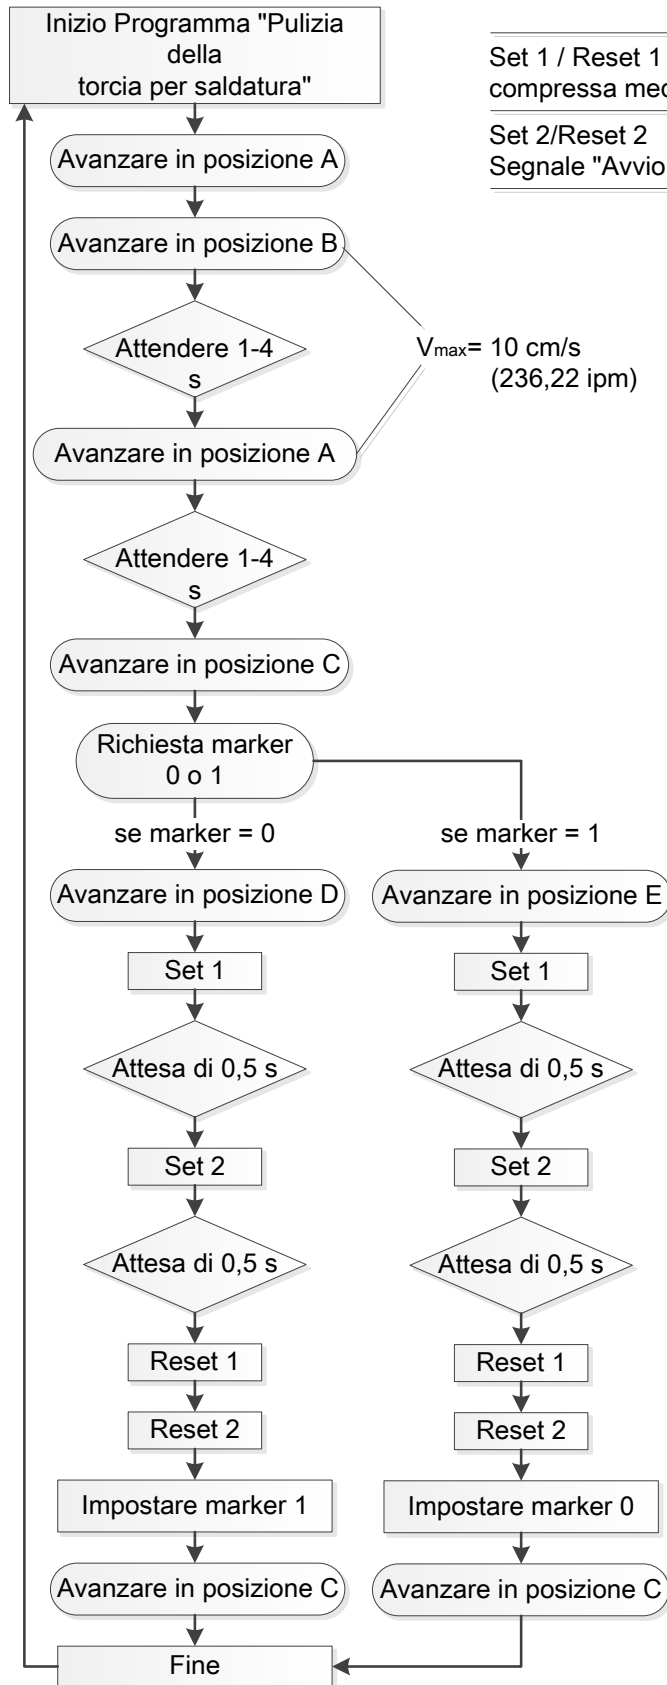 Inizio Programma "Pulizia
della
torcia per saldatura"
Set 1 / Reset 1
compressa
Set 2/Reset 2
Segnale "Avvio
Avanzare in posizione A
Avanzare in posizione B
Attendere 1-4
s
Vmax= 10 cm/s
(236,22 ipm)
Avanzare in posizione A
Attendere 1-4
s
Avanzare in posizione C
Richiesta marker
0 o 1
se marker = 0
se marker = 1
Avanzare in posizione D
Avanzare in posizione E
Set 1
Set 1
Attesa di 0,5 s
Attesa di 0,5 s
Set 2
Set 2
Attesa di 0,5 s
Attesa di 0,5 s
Reset 1
Reset 1
Reset 2
Reset 2
Impostare marker 1
Impostare marker 0
Avanzare in posizione C
Avanzare in posizione C
Fine